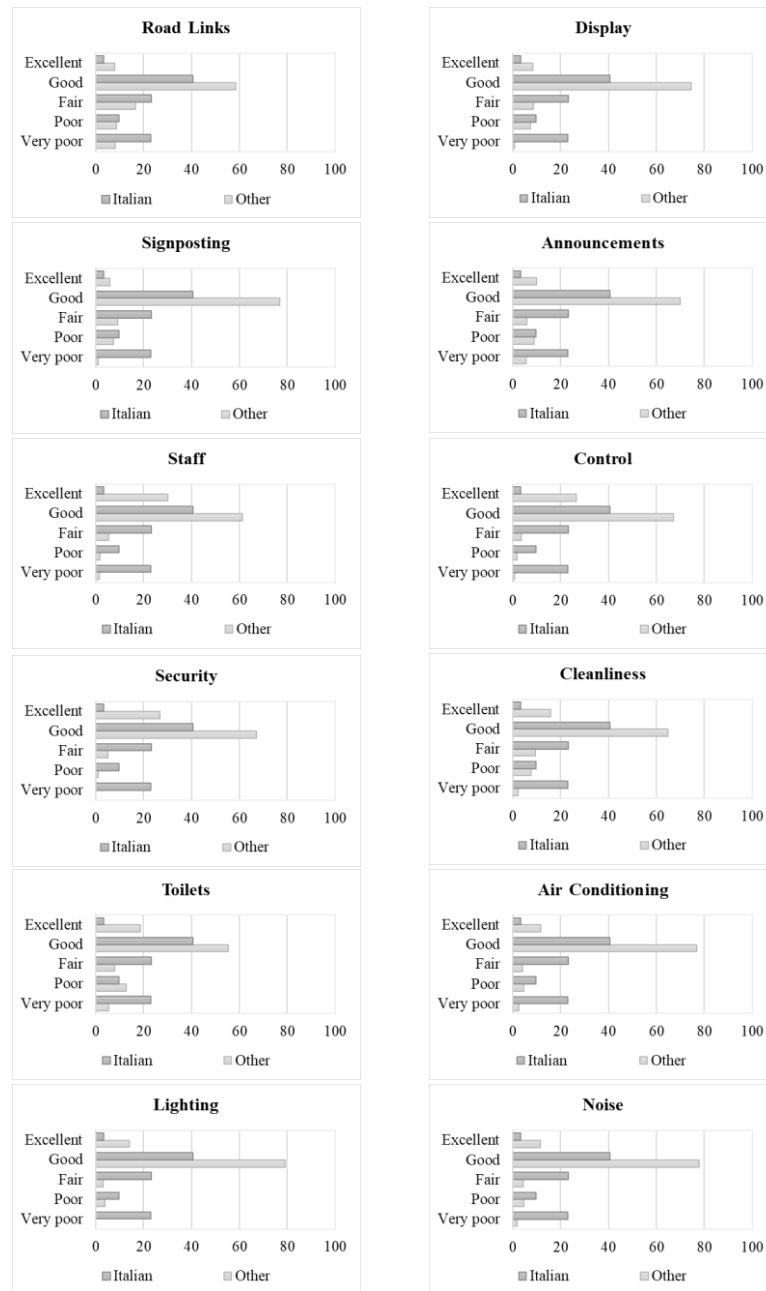 Road Links
Excellent
Good
Fair
Poor
Very poor
0 20 40 60 80 100
Italian Other
Display
Excellent
Good
Fair
Poor
Very poor
0 20 40 60 80 100
Italian Other
Signposting
Excellent
Good
Fair
Poor
Very poor
0 20 40 60 80 100
Italian Other
Announcements
Excellent
Good
Fair
Poor
Very poor
0 20 40 60 80 100
Italian Other
Staff
Excellent
Good
Fair
Poor
Very poor
0 20 40 60 80 100
Italian Other
Control
Excellent
Good
Fair
Poor
Very poor
0 20 40 60 80 100
Italian Other
Security
Excellent
Good
Fair
Poor
Very poor
0 20 40 60 80 100
Italian Other
Cleanliness
Excellent
Good
Fair
Poor
Very poor
0 20 40 60 80 100
Italian Other
Toilets
Excellent
Good
Fair
Poor
Very poor
0 20 40 60 80 100
Italian Other
Air Conditioning
Excellent
Good
Fair
Poor
Very poor
0 20 40 60 80 100
Italian Other
Lighting
Excellent
Good
Fair
Poor
Very poor
0 20 40 60 80 100
Italian Other
Noise
Excellent
Good
Fair
Poor
Very poor
0 20 40 60 80 100
Italian Other